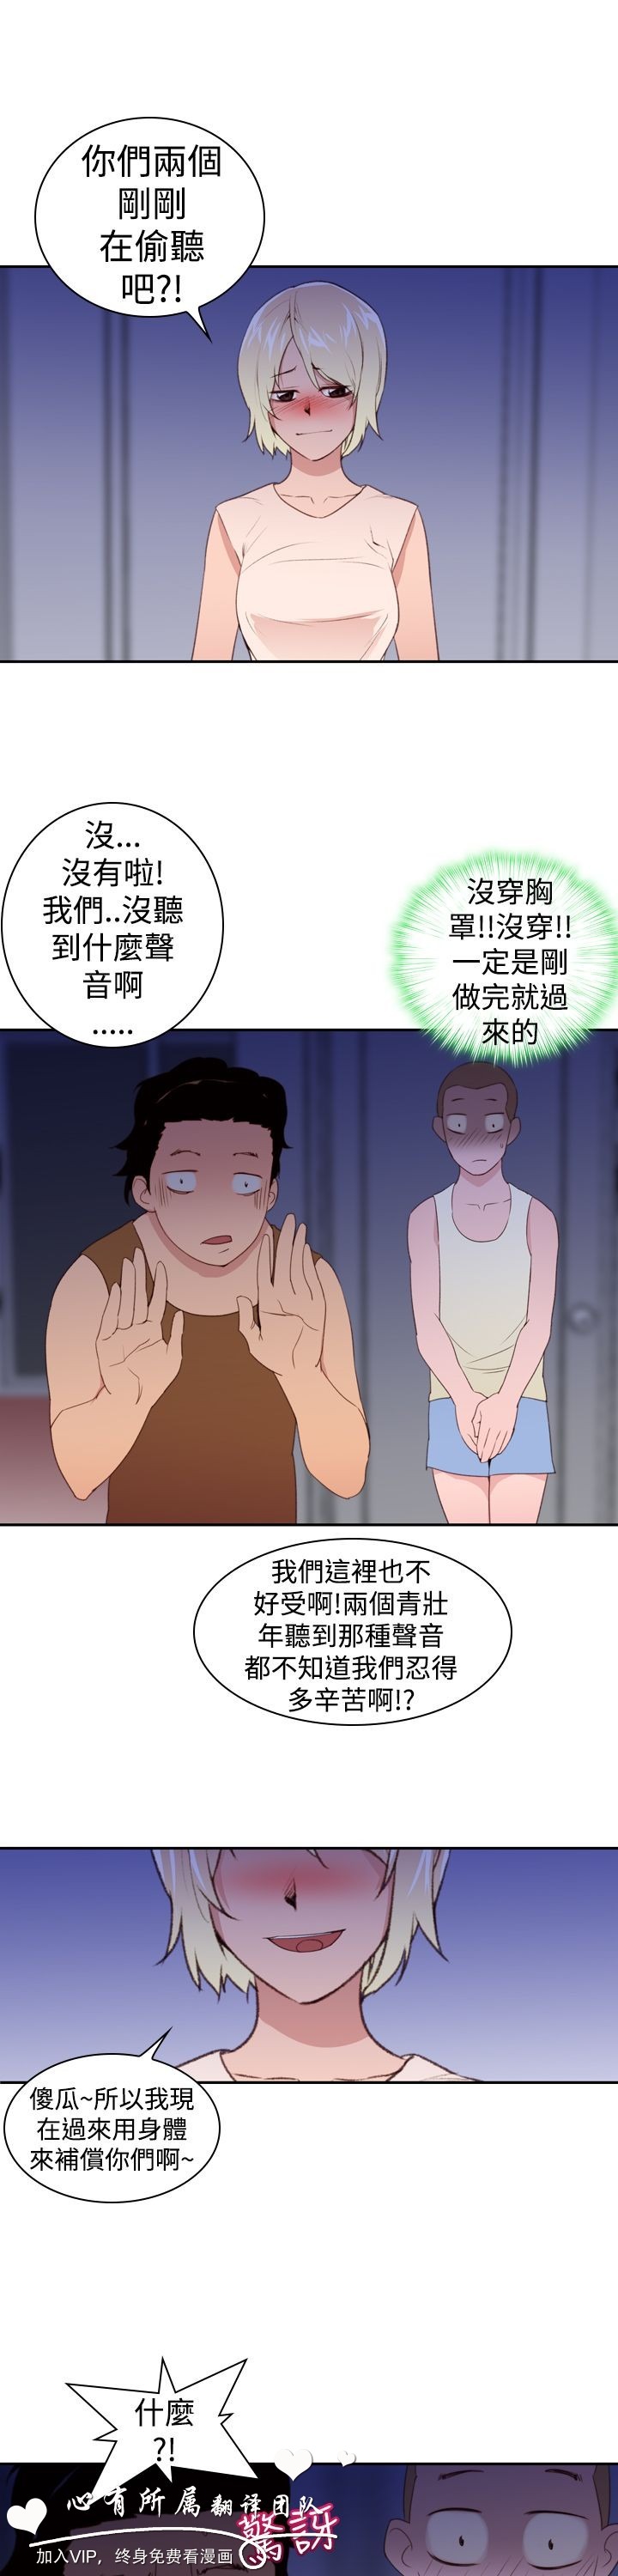 你們兩個
剛剛
在偷聽
吧?!
沒...
沒有啦!
我們..沒聽
到什麼聲
音啊
.....
沒穿胸
罩!!沒穿!!
一定是剛
做完就過
來的
我們這裡也不
好受啊!兩個青壯
年聽到那種聲音
都不知道我們忍得
多辛苦啊!?
傻瓜~所以我現
在過來用身體
來補償你們啊~
什麼
?!
心有所属翻译团队
驚訝
加入VIP，终身免费看漫画